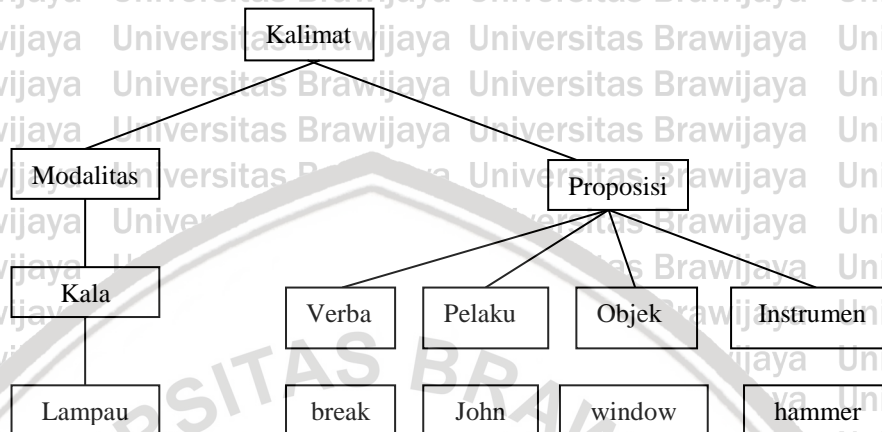 Kalimat
Modalitas
Proposisi
Kala
Verba Pelaku Objek Instrumen
Lampau break John window hammer